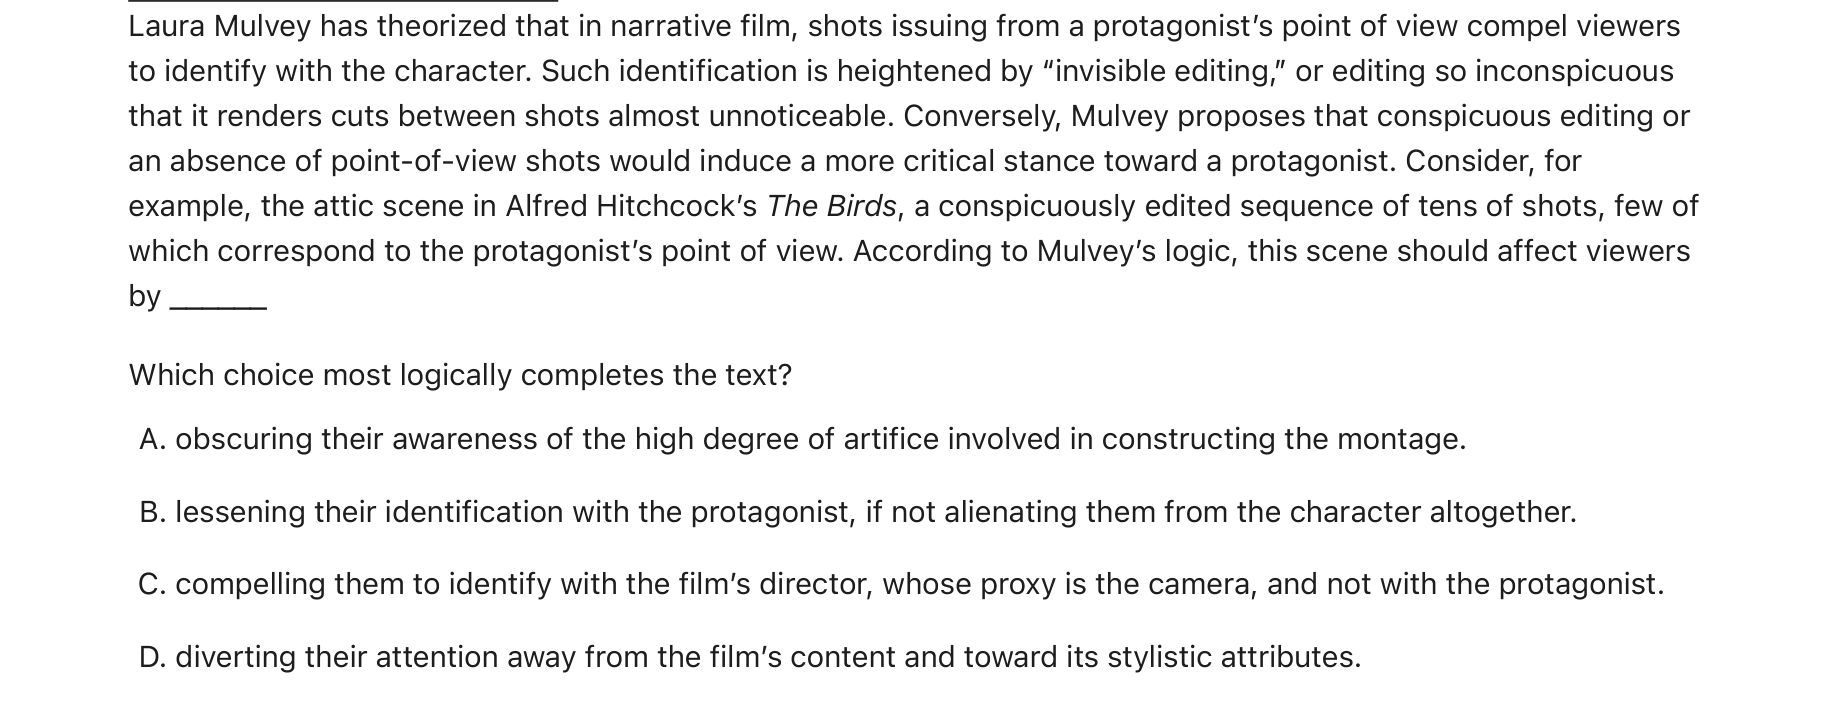 Laura Mulvey has theorized that in narrative film, shots issuing from a protagonist’s point of view compel viewers
to identify with the character. Such identification is heightened by “invisible editing,” or editing so inconspicuous
that it renders cuts between shots almost unnoticeable. Conversely, Mulvey proposes that conspicuous editing or
an absence of point-of-view shots would induce a more critical stance toward a protagonist. Consider, for
example, the attic scene in Alfred Hitchcock’s The Birds, a conspicuously edited sequence of tens of shots, few of
which correspond to the protagonist’s point of view. According to Mulvey’s logic, this scene should affect viewers
by ______
Which choice most logically completes the text?
A. obscuring their awareness of the high degree of artifice involved in constructing the montage.
B. lessening their identification with the protagonist, if not alienating them from the character altogether.
C. compelling them to identify with the film’s director, whose proxy is the camera, and not with the protagonist.
D. diverting their attention away from the film’s content and toward its stylistic attributes.